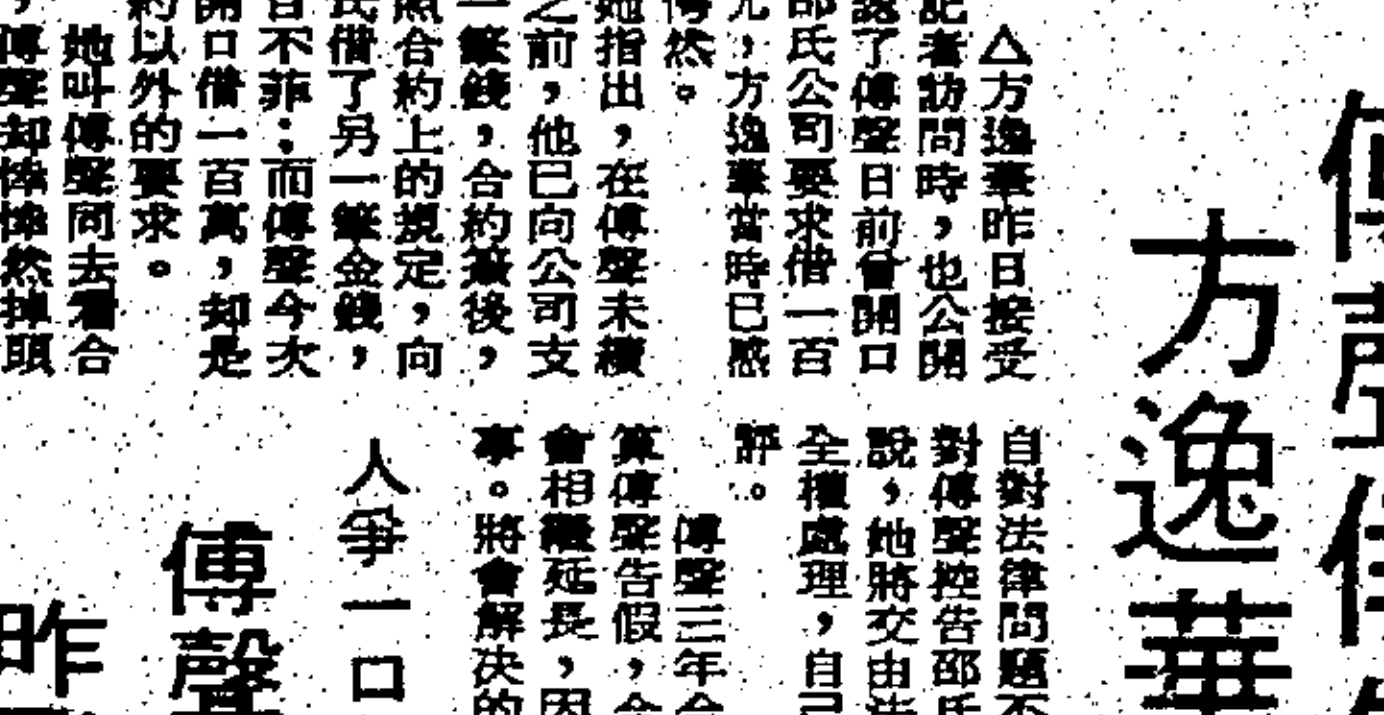 方逸華
△方逸華昨日接受
記者訪問時，也公開
認了傅聲日前曾開口
邵氏公司要求借一百
元，方逸華當時已感
愕然。
她指出，在傅聲未續
之前，他已向公司支
一筆錢，合約簽後，
照合約上的規定，向
氏借了另一筆金錢，
百不菲；而傅聲今次
開口借一百萬，却是
約以外的要求。
她叫傅聲同去看合
，傅聲却悻悻然掉頭
自對法律問題不
對傅聲控告邵氏
說，她將交由法
全權處理，自己
評。
傅聲三年合
算傅聲告假，合
會相繼延長，因
事。將會解决的
人爭一口
傅聲
昨